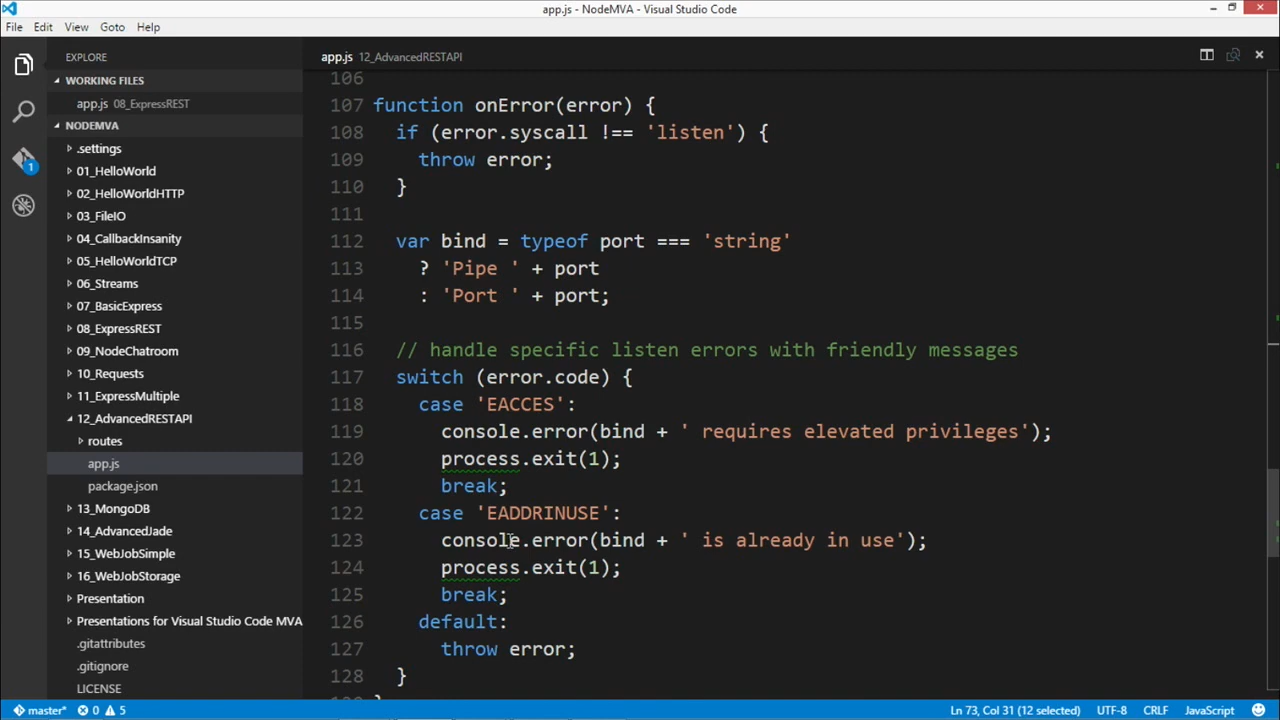 app.js - NodeMVA - Visual Studio Code
File Edit View Goto Help
EXPLORE
WORKING FILES
app.js 08_ExpressREST
NODEMVA
.settings
01_HelloWorld
02_HelloWorldHTTP
03_FileIO
04_CallbackInsanity
05_HelloWorldTCP
06_Streams
07_BasicExpress
08_ExpressREST
09_NodeChatroom
10_Requests
11_ExpressMultiple
12_AdvancedRESTAPI
routes
app.js
package.json
13_MongoDB
14_AdvancedJade
15_WebJobSimple
16_WebJobStorage
Presentation
Presentations for Visual Studio Code MVA
.gitattributes
.gitignore
LICENSE
1
app.js 12_AdvancedRESTAPI
106
107 function onError(error) {
108 if (error.syscall !== 'listen') {
109 throw error;
110 }
111
112 var bind = typeof port === 'string'
113 ? 'Pipe ' + port
114 : 'Port ' + port;
115
116 // handle specific listen errors with friendly messages
117 switch (error.code) {
118 case 'EACCES':
119 console.error(bind + ' requires elevated privileges');
120 process.exit(1);
121 break;
122 case 'EADDRINUSE':
123 console.error(bind + ' is already in use');
124 process.exit(1);
125 break;
126 default:
127 throw error;
128 }
master* 0 5 Ln 73, Col 31 (12 selected) UTF-8 CRLF JavaScript